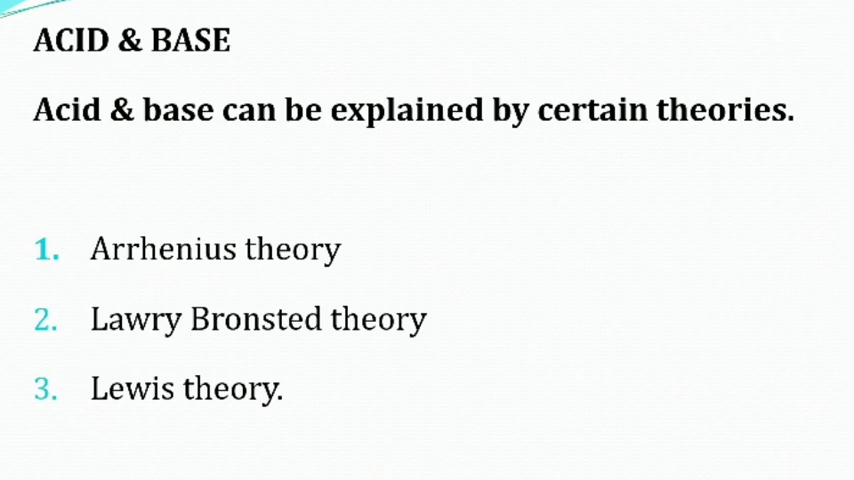 ACID & BASE
Acid & base can be explained by certain theories.
1. Arrhenius theory
2. Lawry Bronsted theory
3. Lewis theory.